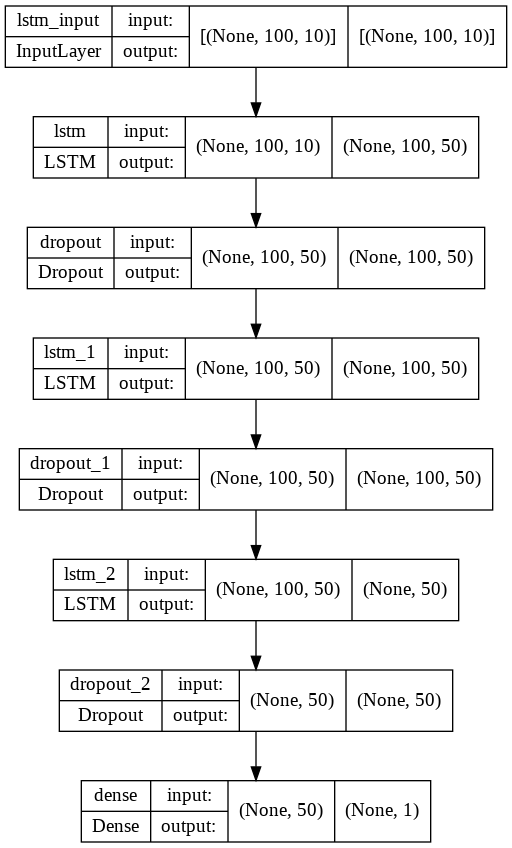 lstm_input input: [(None, 100, 10)] [(None, 100, 10)]
InputLayer output:
lstm input: (None, 100, 10) (None, 100, 50)
LSTM output:
dropout input: (None, 100, 50) (None, 100, 50)
Dropout output:
lstm_1 input: (None, 100, 50) (None, 100, 50)
LSTM output:
dropout_1 input: (None, 100, 50) (None, 100, 50)
Dropout output:
lstm_2 input: (None, 100, 50) (None, 50)
LSTM output:
dropout_2 input: (None, 50) (None, 50)
Dropout output:
dense input: (None, 50) (None, 1)
Dense output: